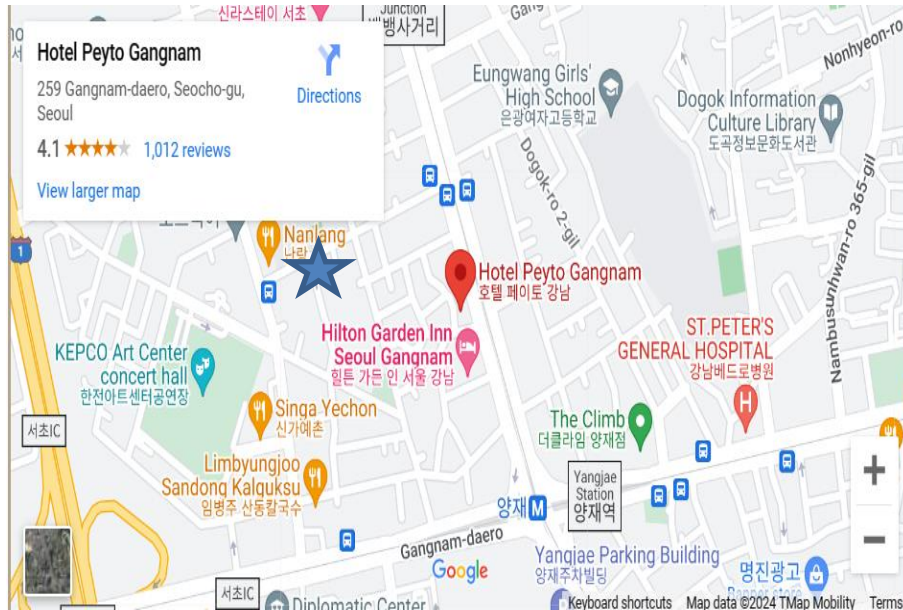 Hotel Peyto Gangnam
259 Gangnam-daero, Seocho-gu,
Seoul
Directions
4.1
1,012 reviews
View larger map
신라스테이 서초
Junction
뱅뱅사거리
Nonhyeon-ro
Eungwang Girls'
High School
은광여자고등학교
Dogok Information
Culture Library
도곡정보문화도서관
Dogok-ro 2-gil
Nambusunhwan-ro 365-gil
1
Nanlang
Hotel Peyto Gangnam
호텔 페이토 강남
Hilton Garden Inn
Seoul Gangnam
힐튼 가든 인 서울 강남
ST.PETER'S
GENERAL HOSPITAL
강남베드로병원
H
KEPCO Art Center
concert hall
한전아트센터공연장
Singa Yechon
신가예촌
The Climb
더클라임 양재점
서초IC
Limbyungjoo
Sandong Kalguksu
임병주 산동칼국수
Yangjae
Station
양재역
양재 M
Gangnam-daero
Yangjae Parking Building
양재주차빌딩
명진광고
Banner store
Google
서초IC
Diplomatic Center
+
−
Keyboard shortcuts
Map data ©2024 TMap Mobility
Terms